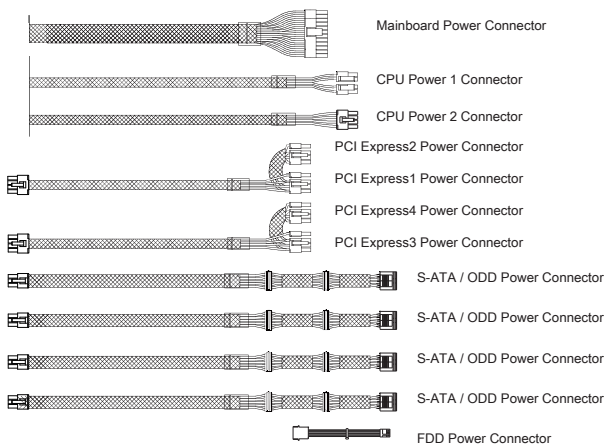 Mainboard Power Connector
CPU Power 1 Connector
CPU Power 2 Connector
PCI Express2 Power Connector
PCI Express1 Power Connector
PCI Express4 Power Connector
PCI Express3 Power Connector
S-ATA / ODD Power Connector
S-ATA / ODD Power Connector
S-ATA / ODD Power Connector
S-ATA / ODD Power Connector
FDD Power Connector